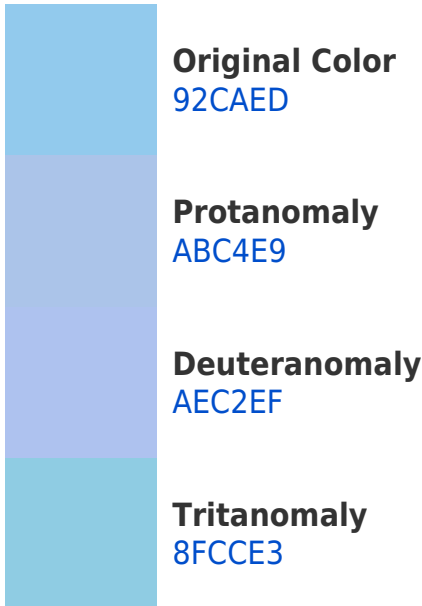 Original Color
92CAED
Protanomaly
ABC4E9
Deuteranomaly
AEC2EF
Tritanomaly
8FCCE3